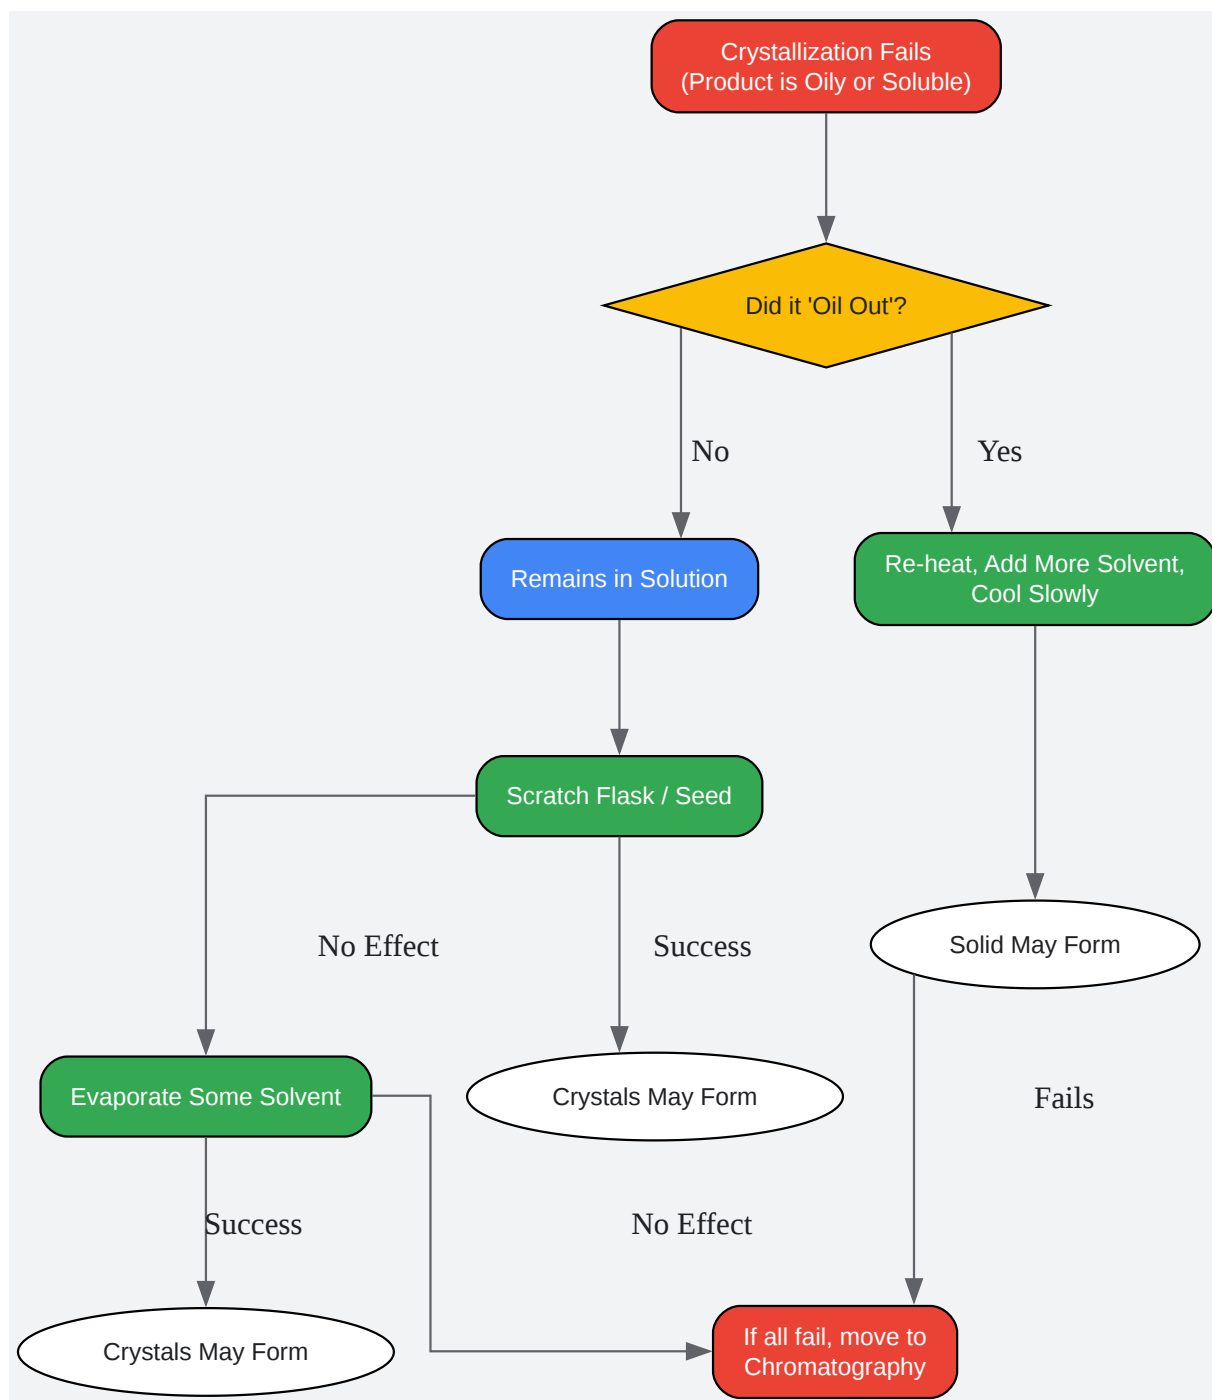 Crystallization Fails
(Product is Oily or Soluble)
Did it 'Oil Out'?
No
Yes
Remains in Solution
Re-heat, Add More Solvent,
Cool Slowly
Scratch Flask / Seed
No Effect
Success
Solid May Form
Evaporate Some Solvent
Crystals May Form
Fails
Success
No Effect
Crystals May Form
If all fail, move to
Chromatography